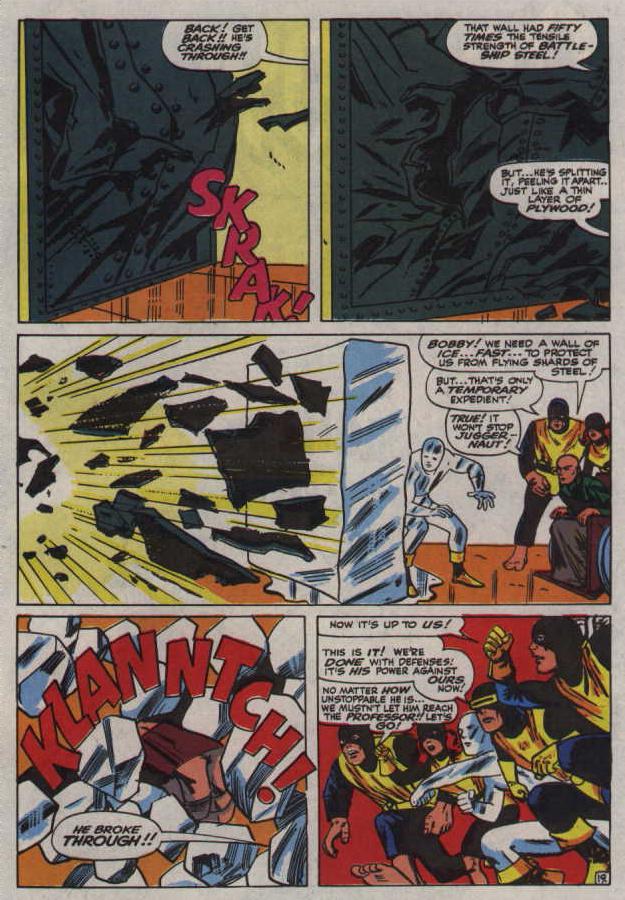 BACK! GET
BACK!! HE'S
CRASHING
THROUGH!!
SKRAK!
THAT WALL HAD FIFTY
TIMES THE TENSILE
STRENGTH OF BATTLE-
SHIP STEEL!
BUT...HE'S SPLITTING
IT, PEELING IT APART..
JUST LIKE A THIN
LAYER OF
PLYWOOD!
BOBBY! WE NEED A WALL OF
ICE...FAST...TO PROTECT
US FROM FLYING SHARDS OF
STEEL!
BUT...THAT'S ONLY
A TEMPORARY
EXPEDIENT!
TRUE! IT
WON'T STOP
JUGGER-
NAUT!
KLANNTCH!
HE BROKE
THROUGH!!
NOW IT'S UP TO US!
THIS IS IT! WE'RE
DONE WITH DEFENSES!
IT'S HIS POWER AGAINST
OURS
NOW!
NO MATTER HOW
UNSTOPPABLE HE IS...
WE MUSTN'T LET HIM REACH
THE PROFESSOR!! LET'S
GO!
19